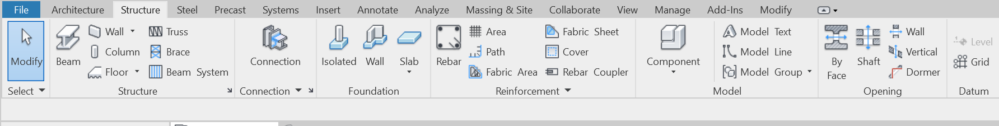 File Architecture Structure Steel Precast Systems Insert Annotate Analyze Massing & Site Collaborate View Manage Add-Ins Modify
Modify
Select
Beam
Wall
Column
Floor
Truss
Brace
Beam System
Structure
Connection
Connection
Isolated
Wall
Slab
Foundation
Rebar
Area
Path
Fabric Area
Fabric Sheet
Cover
Rebar Coupler
Reinforcement
Component
Model Text
Model Line
Model Group
Model
By
Face
Shaft
Wall
Vertical
Dormer
Opening
Level
Grid
Datum